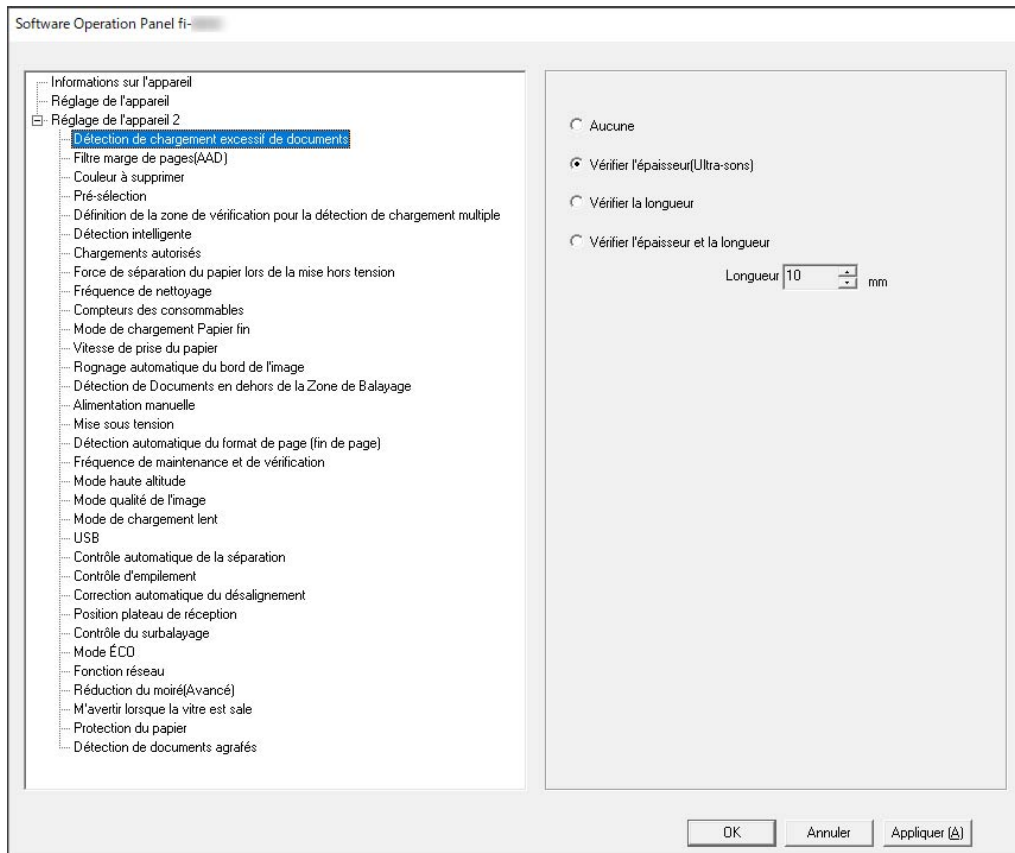 Software Operation Panel fi-
Informations sur l'appareil
Réglage de l'appareil
Réglage de l'appareil 2
Détection de chargement excessif de documents
Filtre marge de pages(AAD)
Couleur à supprimer
Pré-sélection
Définition de la zone de vérification pour la détection de chargement multiple
Détection intelligente
Chargements autorisés
Force de séparation du papier lors de la mise hors tension
Fréquence de nettoyage
Compteurs des consommables
Mode de chargement Papier fin
Vitesse de prise du papier
Rognage automatique du bord de l'image
Détection de Documents en dehors de la Zone de Balayage
Alimentation manuelle
Mise sous tension
Détection automatique du format de page (fin de page)
Fréquence de maintenance et de vérification
Mode haute altitude
Mode qualité de l'image
Mode de chargement lent
USB
Contrôle automatique de la séparation
Contrôle d'empilement
Correction automatique du désalignement
Position plateau de réception
Contrôle du surbalayage
Mode ÉCO
Fonction réseau
Réduction du moiré(Avancé)
M'avertir lorsque la vitre est sale
Protection du papier
Détection de documents agrafés
Aucune
Vérifier l'épaisseur(Ultra-sons)
Vérifier la longueur
Vérifier l'épaisseur et la longueur
Longueur 10 mm
OK Annuler Appliquer (A)